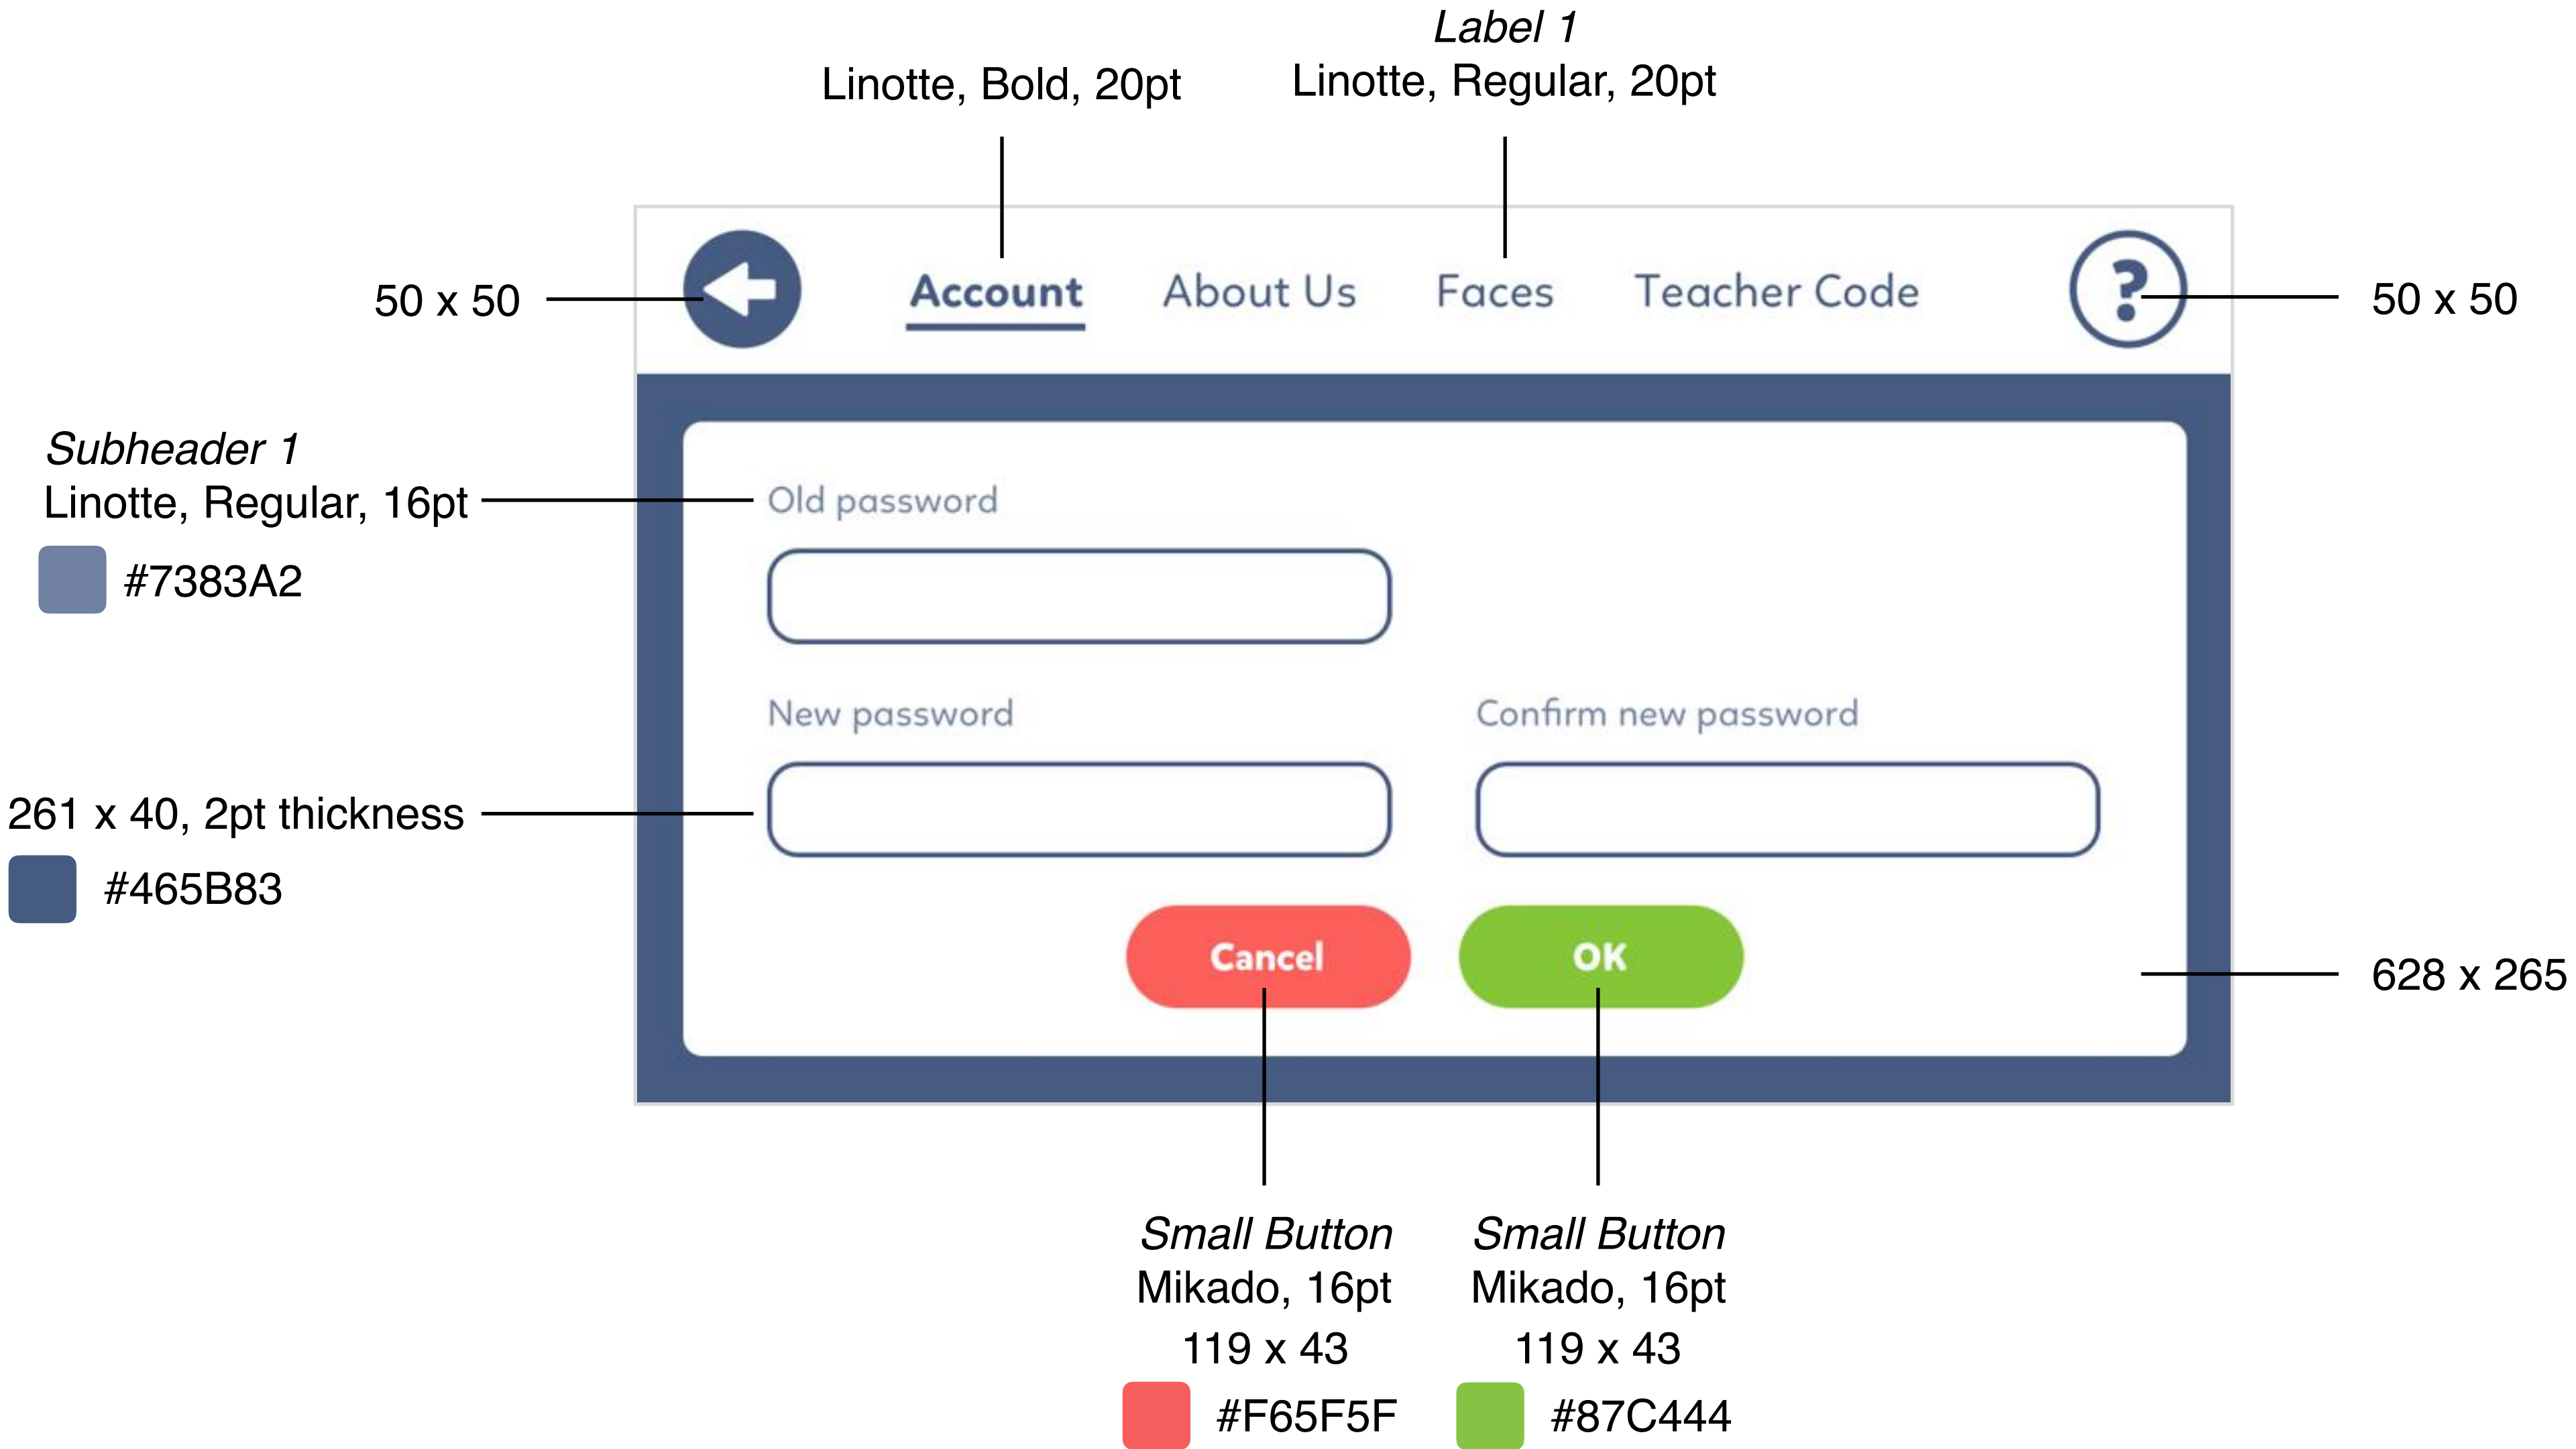 Label 1
Linotte, Bold, 20pt
Linotte, Regular, 20pt
50 x 50
Account
About Us
Faces
Teacher Code
?
50 x 50
Subheader 1
Linotte, Regular, 16pt
#7383A2
Old password
New password
Confirm new password
261 x 40, 2pt thickness
#465B83
Cancel
OK
628 x 265
Small Button
Mikado, 16pt
119 x 43
#F65F5F
Small Button
Mikado, 16pt
119 x 43
#87C444